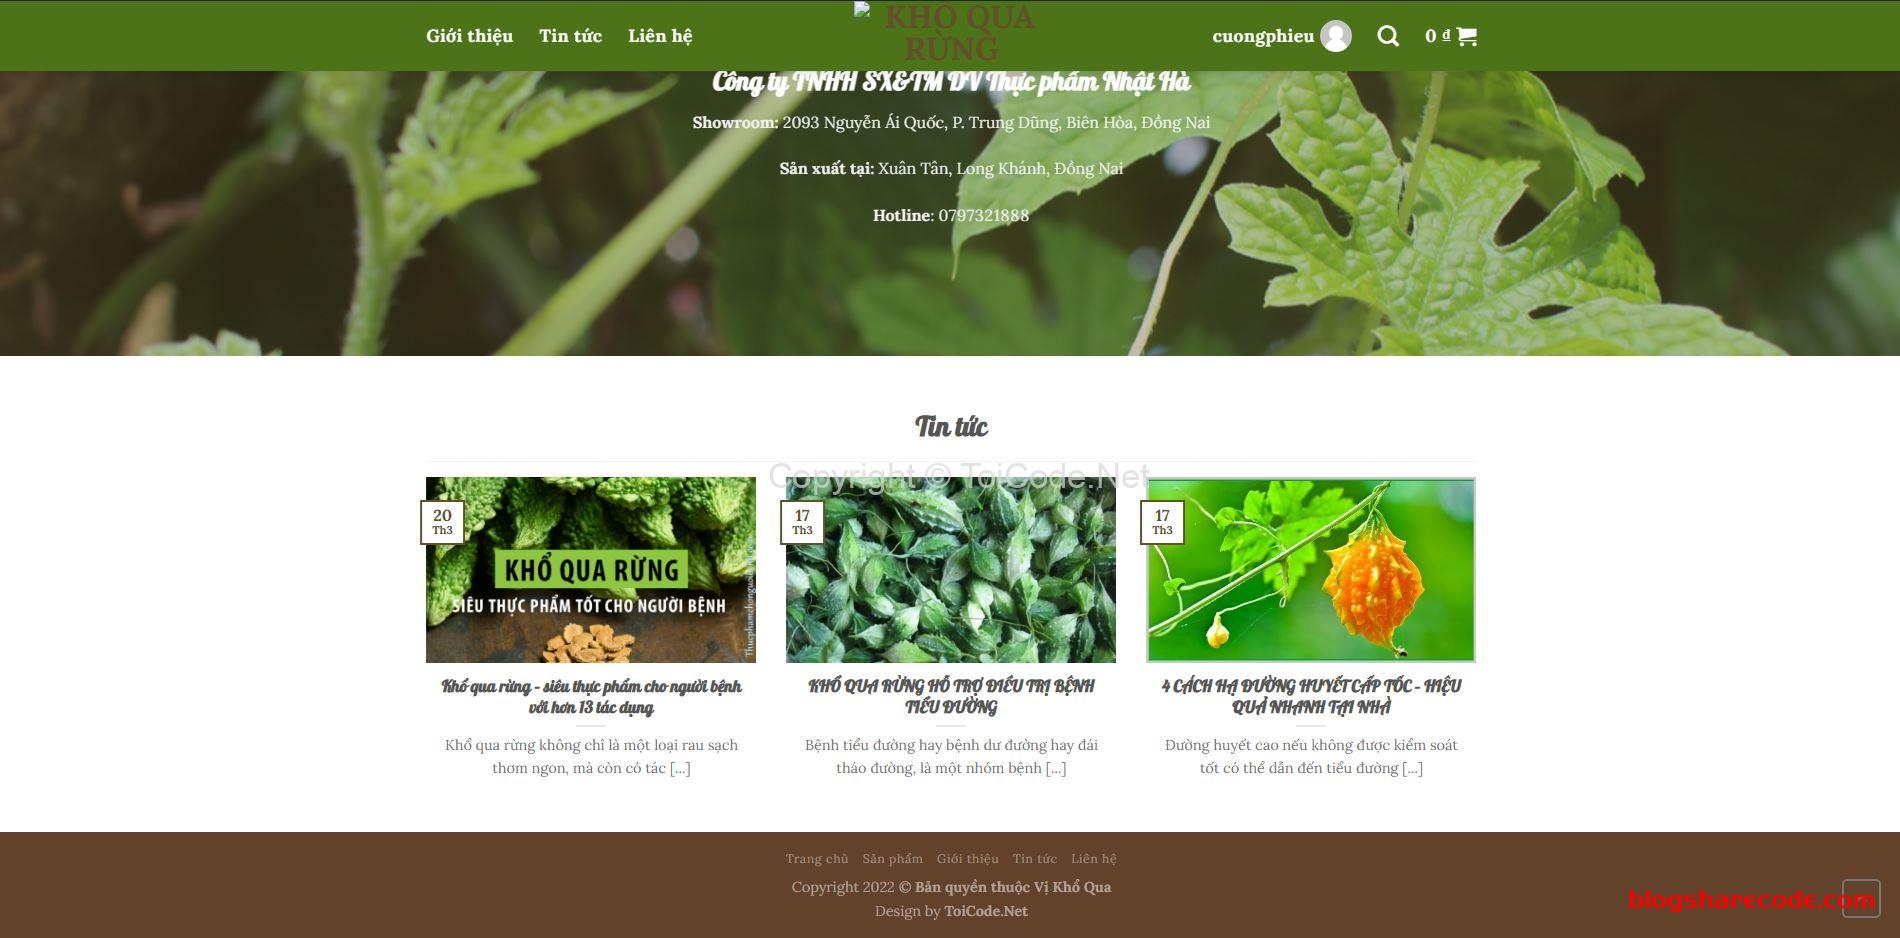 Giới thiệu Tin tức Liên hệ
KHỔ QUA
RỪNG
cuongphieu 0 ₫
Công ty TNHH SX&TM DV Thực phẩm Nhật Hà
Showroom: 2093 Nguyễn Ái Quốc, P. Trung Dũng, Biên Hòa, Đồng Nai
Sản xuất tại: Xuân Tân, Long Khánh, Đồng Nai
Hotline: 0797321888
Tin tức
Copyright © ToiCode.Net
20
Th3
KHỔ QUA RỪNG
SIÊU THỰC PHẨM TỐT CHO NGƯỜI BỆNH
Khổ qua rừng – siêu thực phẩm cho người bệnh
với hơn 13 tác dụng
Khổ qua rừng không chỉ là một loại rau sạch
thơm ngon, mà còn có tác [...]
17
Th3
KHỔ QUA RỪNG HỖ TRỢ ĐIỀU TRỊ BỆNH
TIỂU ĐƯỜNG
Bệnh tiểu đường hay bệnh dư đường hay đái
tháo đường, là một nhóm bệnh [...]
17
Th3
4 CÁCH HẠ ĐƯỜNG HUYẾT CẤP TỐC – HIỆU
QUẢ NHANH TẠI NHÀ
Đường huyết cao nếu không được kiểm soát
tốt có thể dẫn đến tiểu đường [...]
Trang chủ Sản phẩm Giới thiệu Tin tức Liên hệ
Copyright 2022 © Bản quyền thuộc Vị Khổ Qua
Design by ToiCode.Net
blogsharecode.com